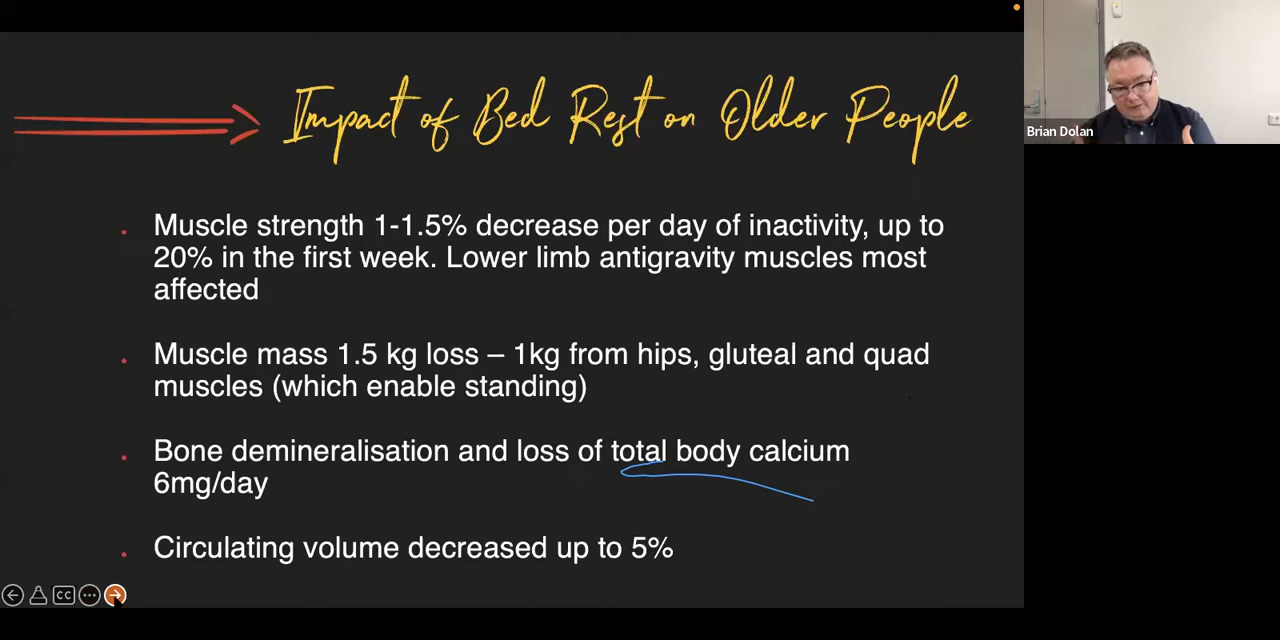 Impact of Bed Rest on Older People
Brian Dolan
Muscle strength 1-1.5% decrease per day of inactivity, up to
20% in the first week. Lower limb antigravity muscles most
affected
Muscle mass 1.5 kg loss – 1kg from hips, gluteal and quad
muscles (which enable standing)
Bone demineralisation and loss of total body calcium
6mg/day
Circulating volume decreased up to 5%
CC